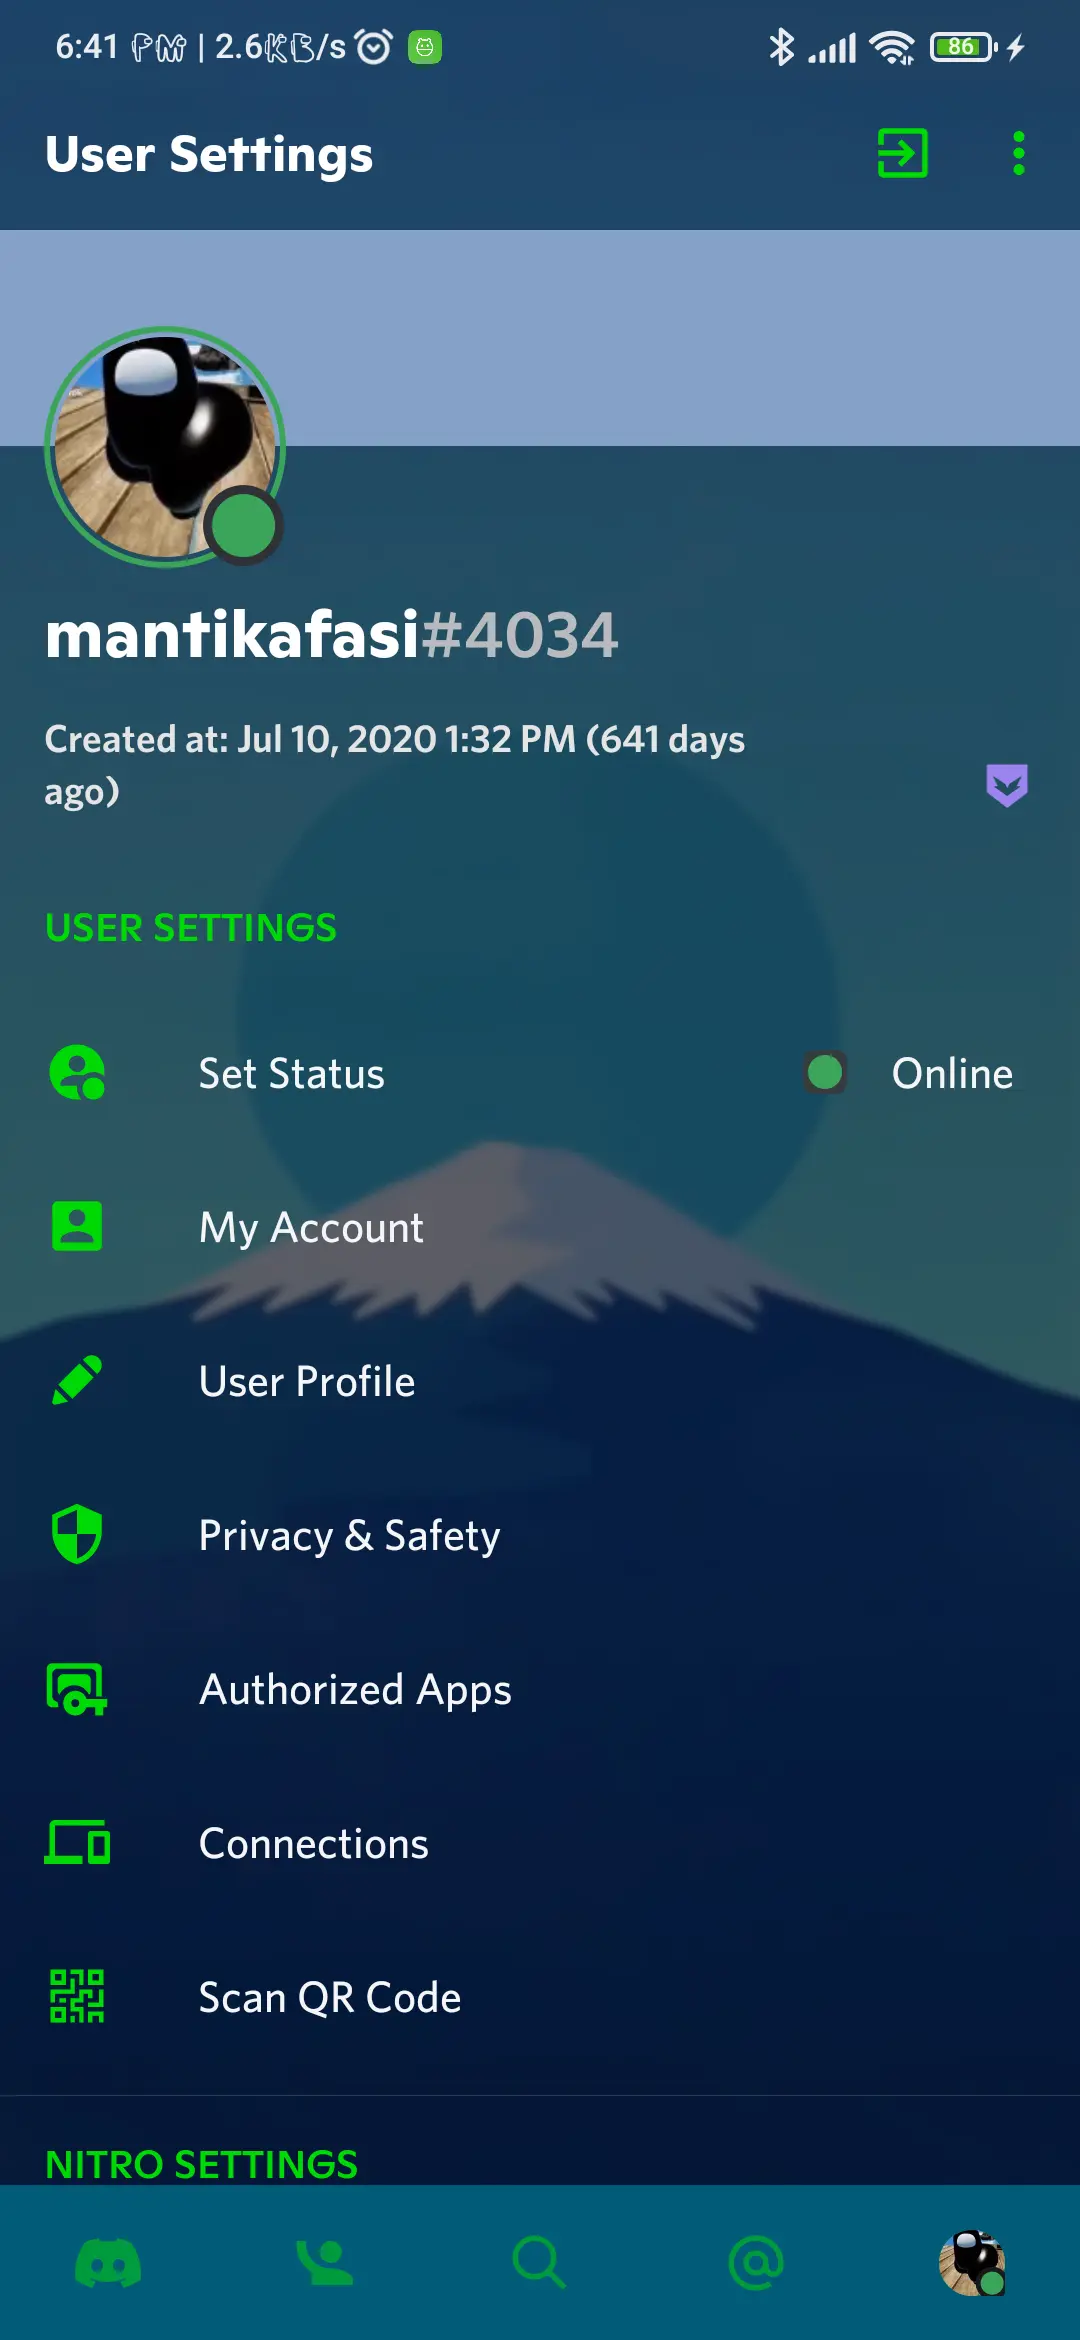 6:41 PM | 2.6KB/s
86
User Settings
mantikafasi#4034
Created at: Jul 10, 2020 1:32 PM (641 days
ago)
USER SETTINGS
Set Status
Online
My Account
User Profile
Privacy & Safety
Authorized Apps
Connections
Scan QR Code
NITRO SETTINGS